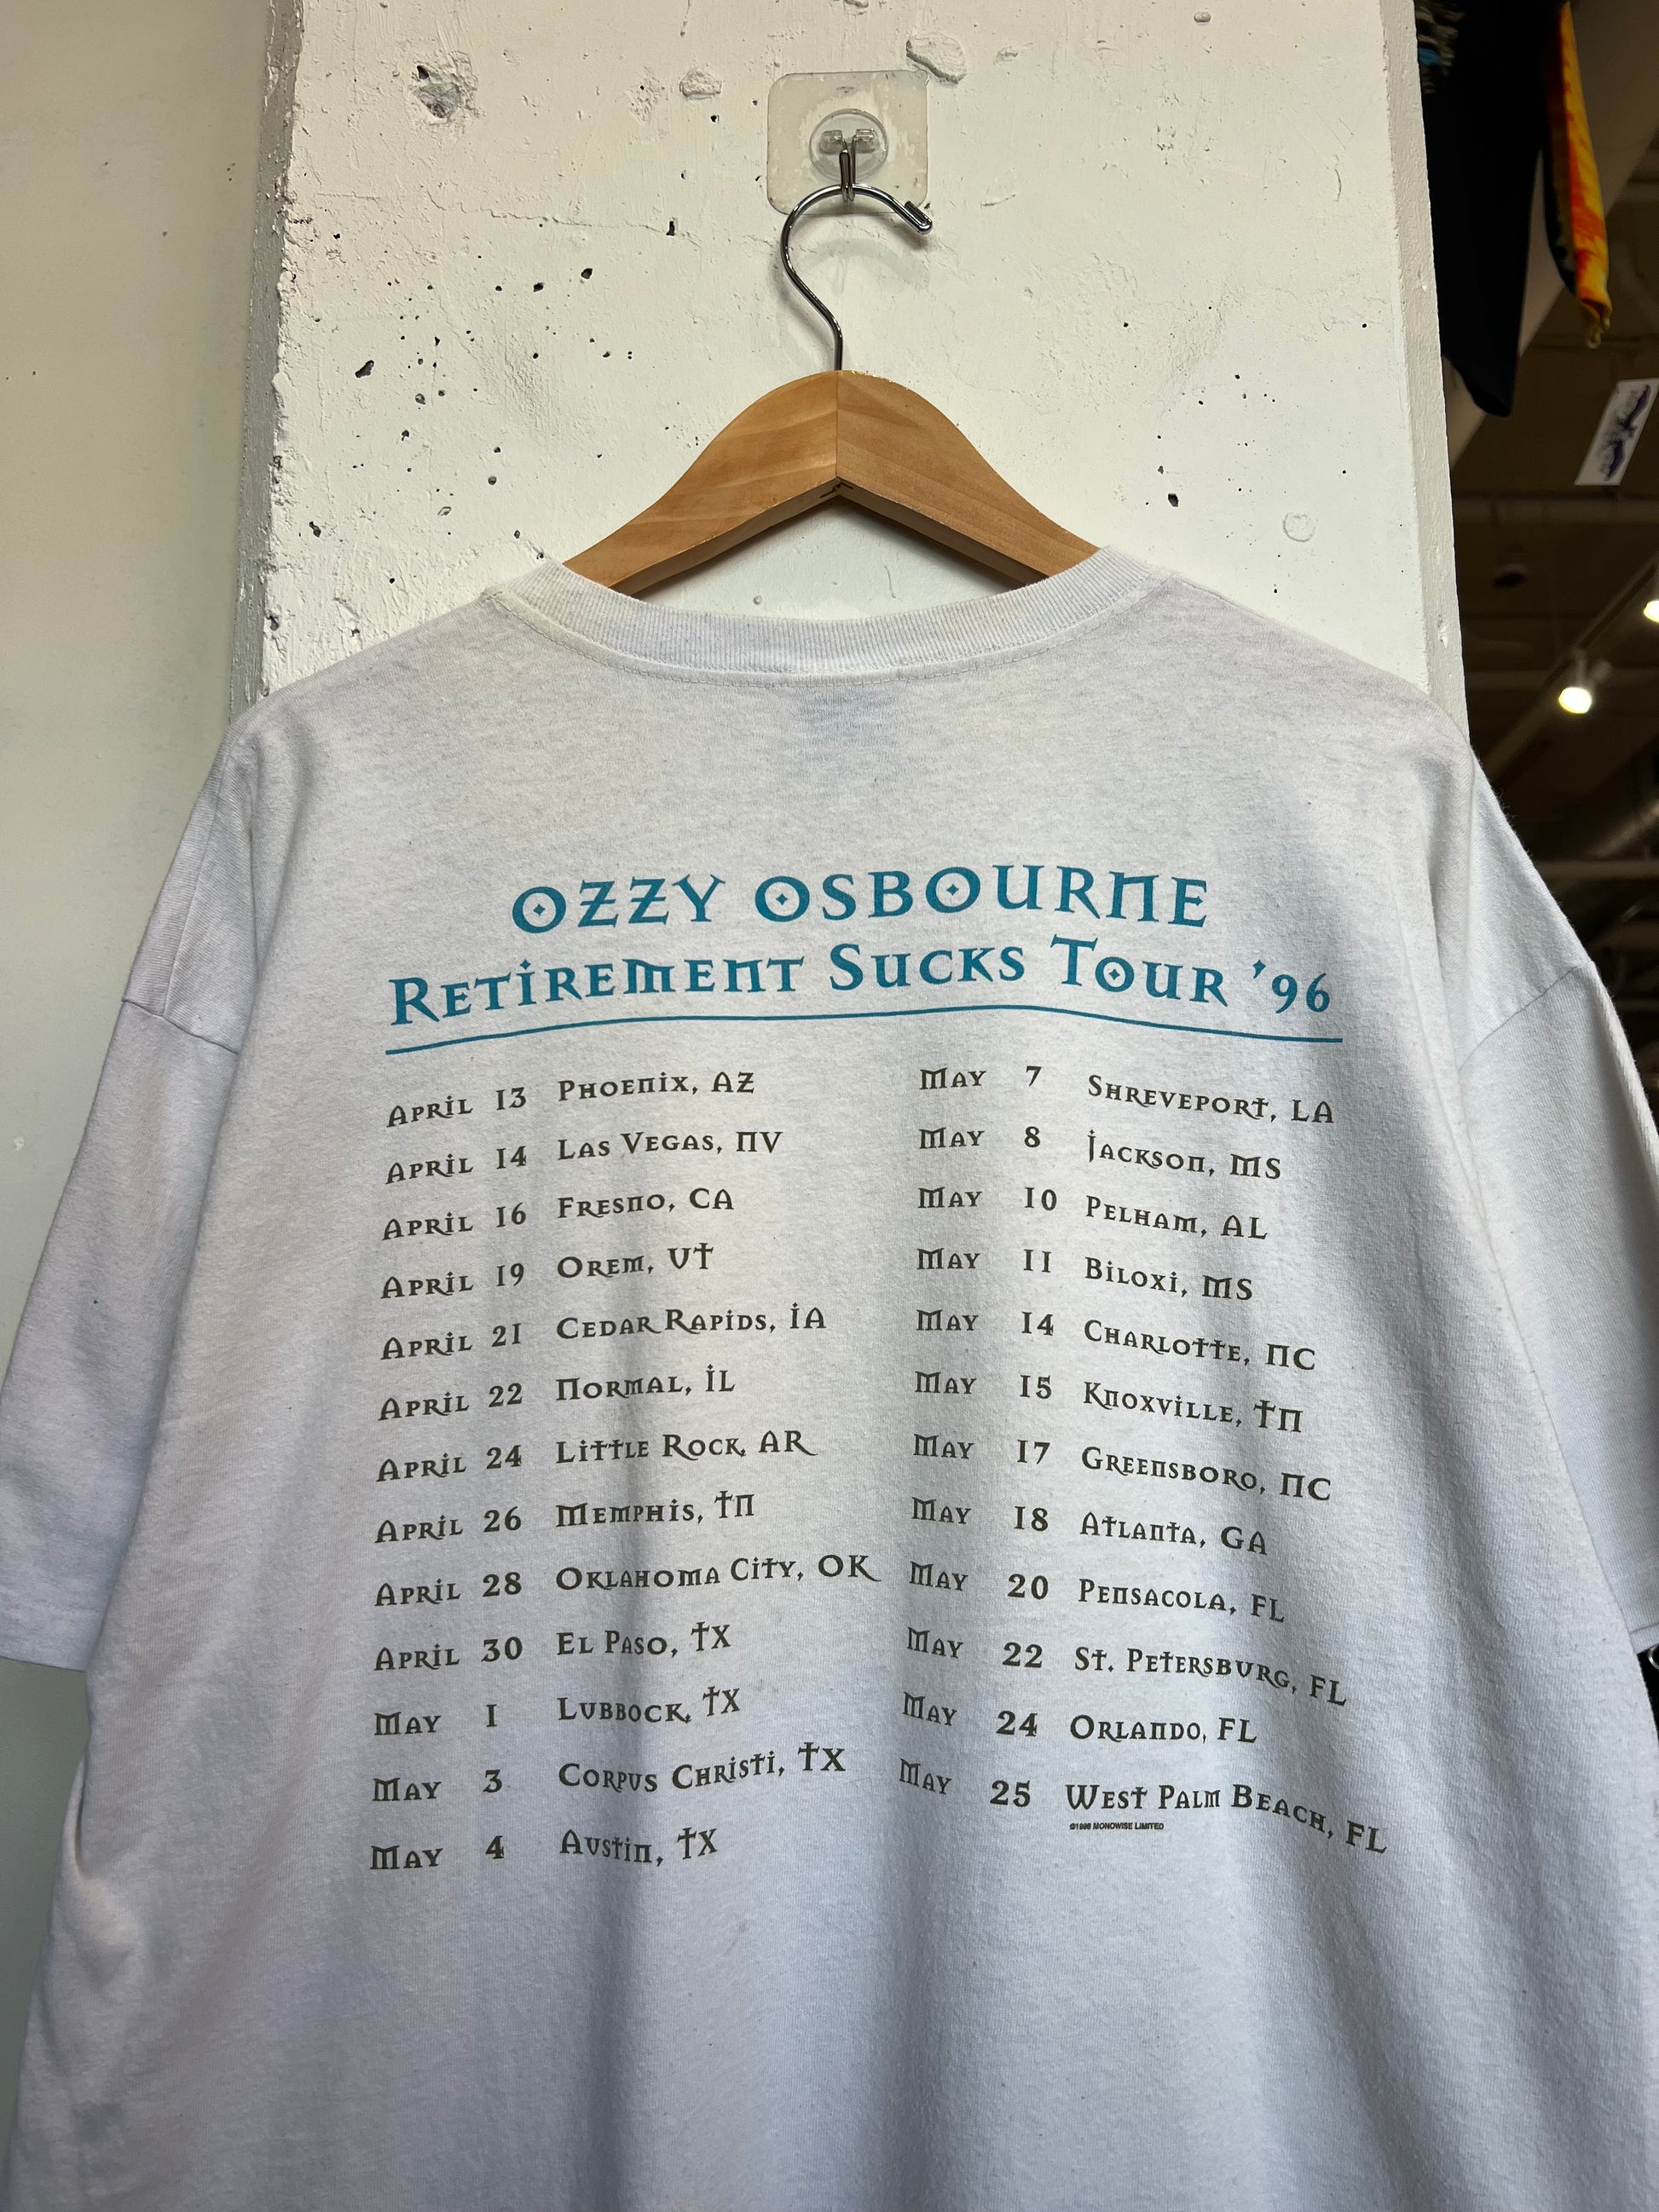 OZZY OSBOURNE
RETIREMENT SUCKS TOUR '96
APRIL 13 PHOENIX, AZ
APRIL 14 LAS VEGAS, NV
APRIL 16 FRESNO, CA
APRIL 19 OREM, UT
APRIL 21 CEDAR RAPIDS, IA
APRIL 22 NORMAL, IL
APRIL 24 LITTLE ROCK, AR
APRIL 26 MEMPHIS, TN
APRIL 28 OKLAHOMA CITY, OK
APRIL 30 EL PASO, TX
MAY 1 LUBBOCK, TX
MAY 3 CORPUS CHRISTI, TX
MAY 4 AUSTIN, TX
MAY 7 SHREVEPORT, LA
MAY 8 JACKSON, MS
MAY 10 PELHAM, AL
MAY 11 BILOXI, MS
MAY 14 CHARLOTTE, NC
MAY 15 KNOXVILLE, TN
MAY 17 GREENSBORO, NC
MAY 18 ATLANTA, GA
MAY 20 PENSACOLA, FL
MAY 22 ST. PETERSBURG, FL
MAY 24 ORLANDO, FL
MAY 25 WEST PALM BEACH, FL
©1996 MONOWISE LIMITED